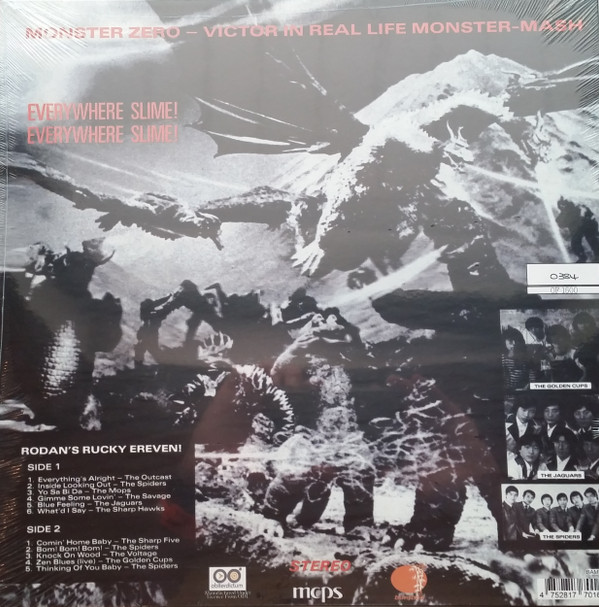 MONSTER ZERO – VICTOR IN REAL LIFE MONSTER-MASH
EVERYWHERE SLIME!
EVERYWHERE SLIME!
0384
OP 1600
THE GOLDEN CUPS
THE JAGUARS
THE SPIDERS
RODAN'S RUCKY EREVEN!
SIDE 1
1. Everything's Alright – The Outcast
2. Inside Looking Out – The Spiders
3. Yo Sa Bi Da – The Mops
4. Gimme Some Lovin' – The Savage
5. Blue Feeling – The Jaguars
6. What'd I Say – The Sharp Hawks
SIDE 2
1. Comin' Home Baby – The Sharp Five
2. Bom! Bom! Bom! – The Spiders
3. Knock On Wood – The Voltage
4. Zen Blues (live) – The Golden Cups
5. Thinking Of You Baby – The Spiders
STEREO
mcps
4 752817 7016